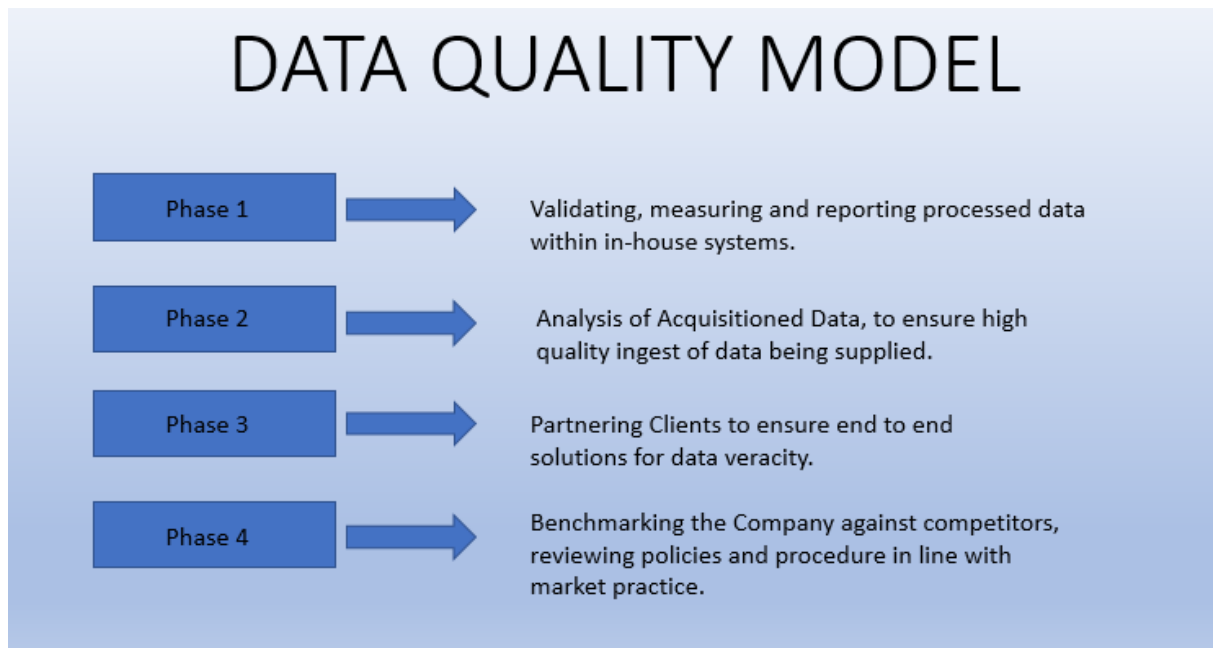 DATA QUALITY MODEL
Phase 1
Validating, measuring and reporting processed data
within in-house systems.
Phase 2
Analysis of Acquisitioned Data, to ensure high
quality ingest of data being supplied.
Phase 3
Partnering Clients to ensure end to end
solutions for data veracity.
Phase 4
Benchmarking the Company against competitors,
reviewing policies and procedure in line with
market practice.